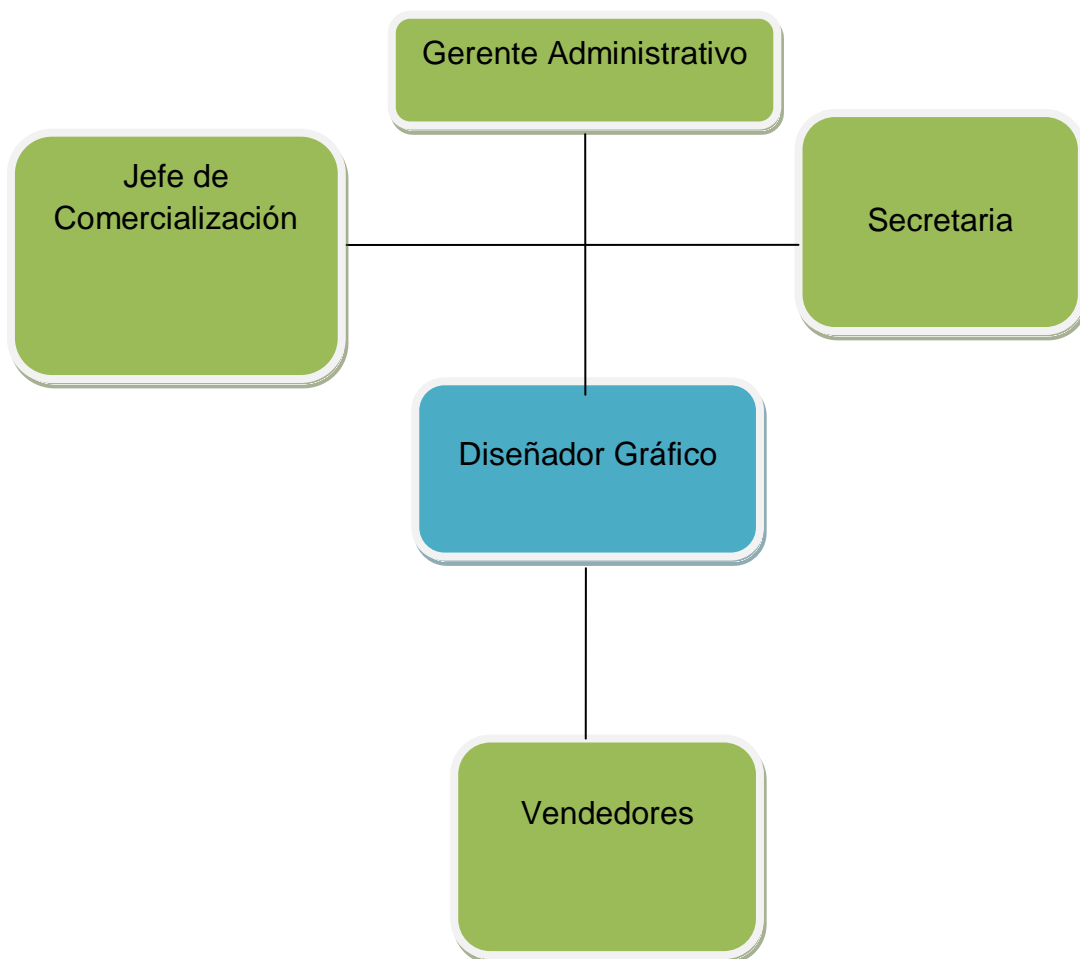 Gerente Administrativo
Jefe de
Comercialización
Secretaria
Diseñador Gráfico
Vendedores